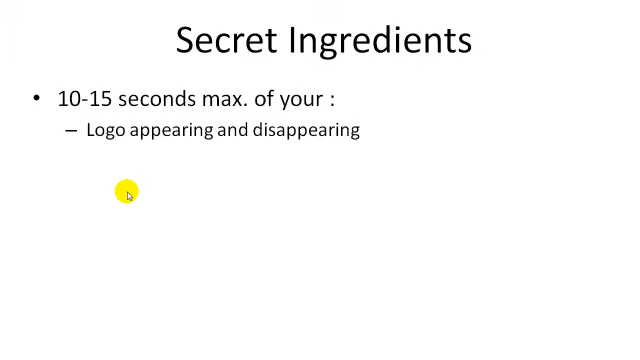 Secret Ingredients
• 10-15 seconds max. of your :
– Logo appearing and disappearing